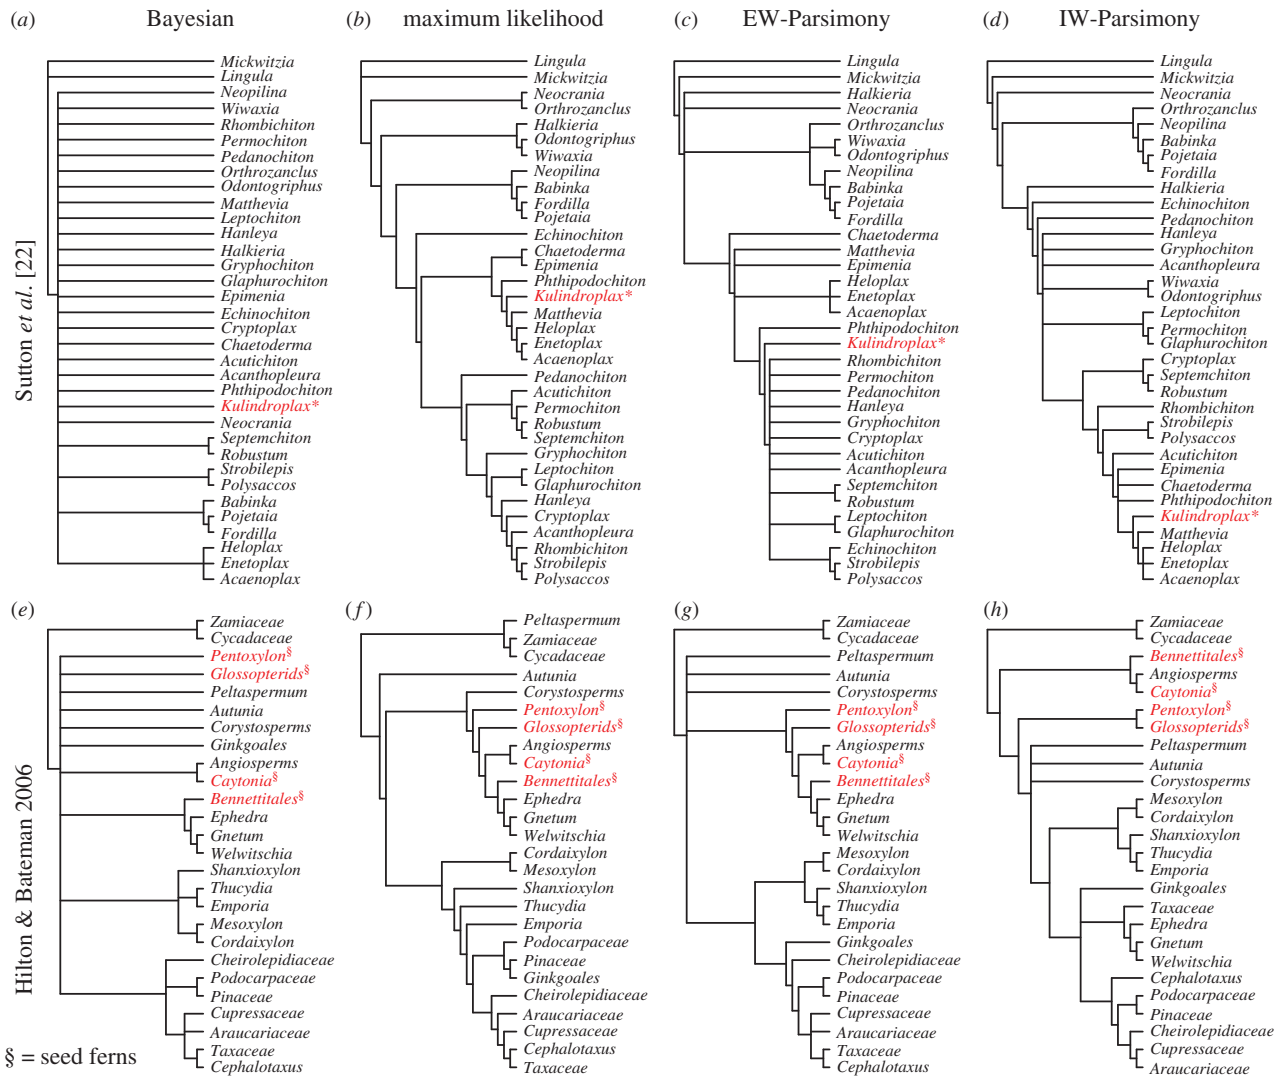 (a) Bayesian
(b) maximum likelihood
(c) EW-Parsimony
(d) IW-Parsimony
Sutton et al. [22]
Mickwitzia
Lingula
Neopilina
Wiwaxia
Rhombichiton
Permochiton
Pedanochiton
Orthrozanclus
Odontogriphus
Matthevia
Leptochiton
Hanleya
Halkieria
Gryphochiton
Glaphurochiton
Epimenia
Echinochiton
Cryptoplax
Chaetoderma
Acutichiton
Acanthopleura
Phthipodochiton
Kulindroplax*
Neocrania
Septemchiton
Robustum
Strobilepis
Polysaccos
Babinka
Pojetaia
Fordilla
Heloplax
Enetoplax
Acaenoplax
Lingula
Mickwitzia
Neocrania
Orthrozanclus
Halkieria
Odontogriphus
Wiwaxia
Neopilina
Babinka
Fordilla
Pojetaia
Echinochiton
Chaetoderma
Epimenia
Phthipodochiton
Kulindroplax*
Matthevia
Heloplax
Enetoplax
Acaenoplax
Pedanochiton
Acutichiton
Permochiton
Robustum
Septemchiton
Gryphochiton
Leptochiton
Glaphurochiton
Hanleya
Cryptoplax
Acanthopleura
Rhombichiton
Strobilepis
Polysaccos
Lingula
Mickwitzia
Halkieria
Neocrania
Orthrozanclus
Wiwaxia
Odontogriphus
Neopilina
Babinka
Pojetaia
Fordilla
Chaetoderma
Matthevia
Epimenia
Heloplax
Enetoplax
Acaenoplax
Phthipodochiton
Kulindroplax*
Rhombichiton
Permochiton
Pedanochiton
Hanleya
Gryphochiton
Cryptoplax
Acutichiton
Acanthopleura
Septemchiton
Robustum
Leptochiton
Glaphurochiton
Echinochiton
Strobilepis
Polysaccos
Lingula
Mickwitzia
Neocrania
Orthrozanclus
Neopilina
Babinka
Pojetaia
Fordilla
Halkieria
Echinochiton
Pedanochiton
Hanleya
Gryphochiton
Acanthopleura
Wiwaxia
Odontogriphus
Leptochiton
Permochiton
Glaphurochiton
Cryptoplax
Septemchiton
Robustum
Rhombichiton
Strobilepis
Polysaccos
Acutichiton
Epimenia
Chaetoderma
Phthipodochiton
Kulindroplax*
Matthevia
Heloplax
Enetoplax
Acaenoplax
(e)
(f)
(g)
(h)
Hilton & Bateman 2006
Zamiaceae
Cycadaceae
Pentoxylon§
Glossopterids§
Peltaspermum
Autunia
Corystosperms
Ginkgoales
Angiosperms
Caytonia§
Bennettitales§
Ephedra
Gnetum
Welwitschia
Shanxioxylon
Thucydia
Emporia
Mesoxylon
Cordaixylon
Cheirolepidiaceae
Podocarpaceae
Pinaceae
Cupressaceae
Araucariaceae
Taxaceae
Cephalotaxus
Peltaspermum
Zamiaceae
Cycadaceae
Autunia
Corystosperms
Pentoxylon§
Glossopterids§
Angiosperms
Caytonia§
Bennettitales§
Ephedra
Gnetum
Welwitschia
Cordaixylon
Mesoxylon
Shanxioxylon
Thucydia
Emporia
Podocarpaceae
Pinaceae
Ginkgoales
Cheirolepidiaceae
Araucariaceae
Cupressaceae
Cephalotaxus
Taxaceae
Zamiaceae
Cycadaceae
Peltaspermum
Autunia
Corystosperms
Pentoxylon§
Glossopterids§
Angiosperms
Caytonia§
Bennettitales§
Ephedra
Gnetum
Welwitschia
Mesoxylon
Cordaixylon
Shanxioxylon
Thucydia
Emporia
Ginkgoales
Cheirolepidiaceae
Podocarpaceae
Pinaceae
Cupressaceae
Araucariaceae
Taxaceae
Cephalotaxus
Zamiaceae
Cycadaceae
Bennettitales§
Angiosperms
Caytonia§
Pentoxylon§
Glossopterids§
Peltaspermum
Autunia
Corystosperms
Mesoxylon
Cordaixylon
Shanxioxylon
Thucydia
Emporia
Ginkgoales
Taxaceae
Ephedra
Gnetum
Welwitschia
Cephalotaxus
Podocarpaceae
Pinaceae
Cheirolepidiaceae
Cupressaceae
Araucariaceae
§ = seed ferns